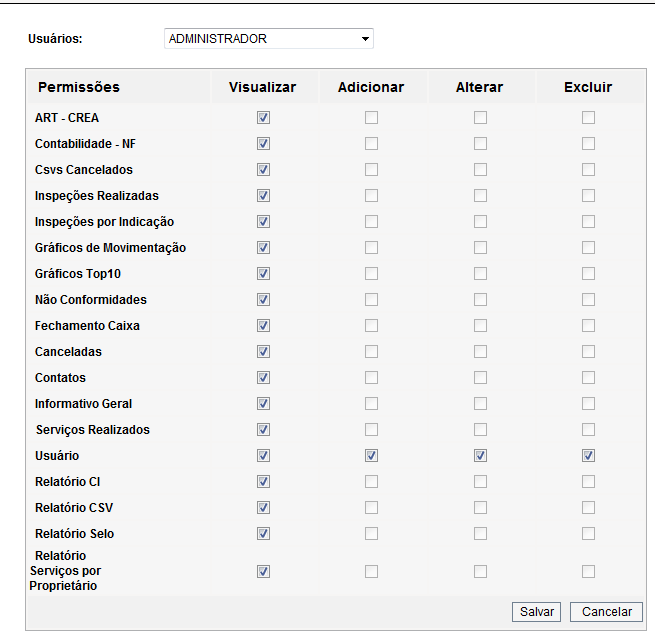 Usuários: ADMINISTRADOR
Permissões Visualizar Adicionar Alterar Excluir
ART - CREA
Contabilidade - NF
Csvs Cancelados
Inspeções Realizadas
Inspeções por Indicação
Gráficos de Movimentação
Gráficos Top10
Não Conformidades
Fechamento Caixa
Canceladas
Contatos
Informativo Geral
Serviços Realizados
Usuário
Relatório CI
Relatório CSV
Relatório Selo
Relatório
Serviços por
Proprietário
Salvar Cancelar